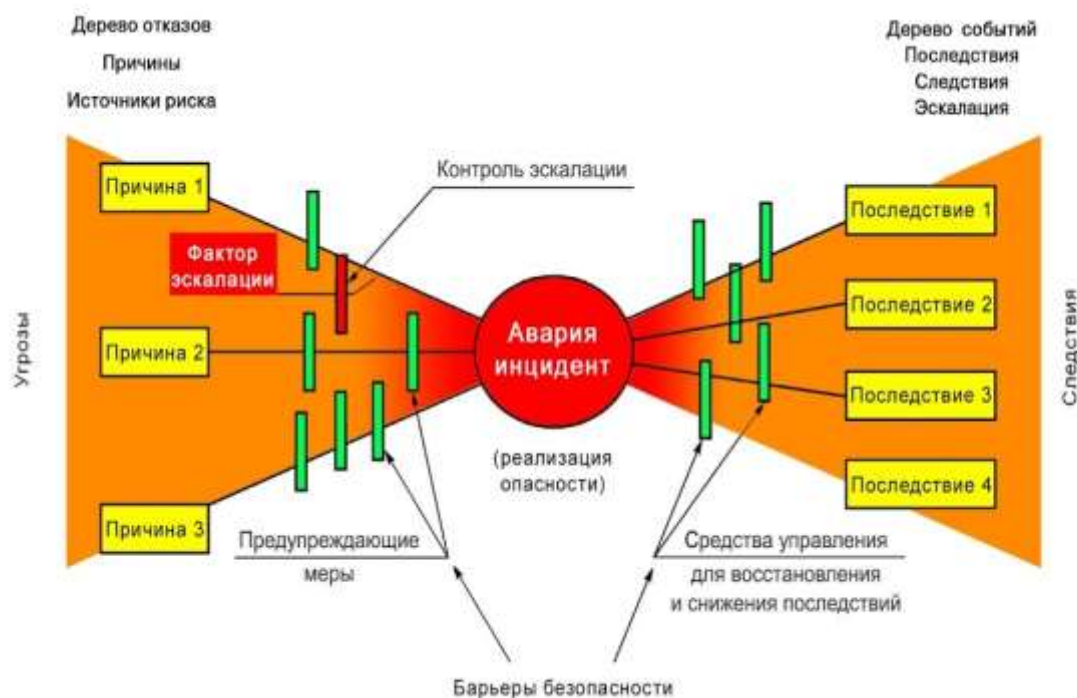 Дерево отказов
Причины
Источники риска
Дерево событий
Последствия
Следствия
Эскалация
Контроль эскалации
Причина 1
Фактор
эскалации
Причина 2
Причина 3
Угрозы
Авария
инцидент
(реализация
опасности)
Последствие 1
Последствие 2
Последствие 3
Последствие 4
Следствия
Предупреждающие
меры
Средства управления
для восстановления
и снижения последствий
Барьеры безопасности